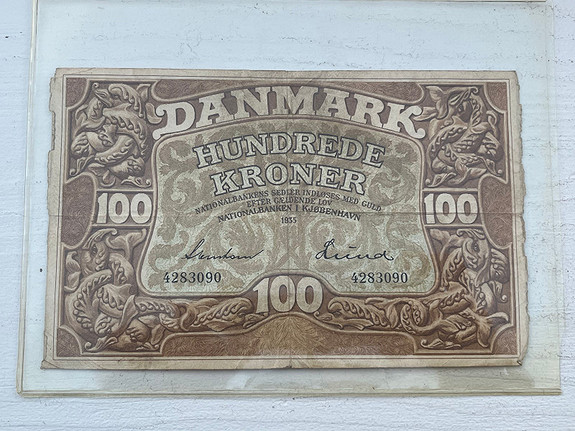 DANMARK
HUNDREDE
KRONER
NATIONALBANKENS SEDLER INDLØSES MED GULD
EFTER GÆLDENDE LOV
NATIONALBANKEN I KJØBENHAVN
1935
100 100
Lund
4283090 4283090
100